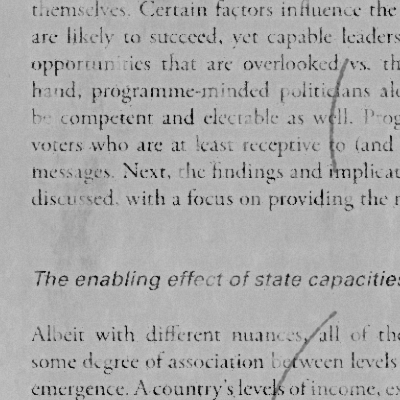 themselves. Certain factors influence the
are likely to succeed, yet capable leaders
opportunities that are overlooked vs. th
hand, programme-minded politicians al
be competent and electable as well. Prog
voters who are at least receptive to (and
messages. Next, the findings and implicat
discussed, with a focus on providing the
The enabling effect of state capacities
Albeit with different nuances, all of the
some degree of association between levels
emergence. A country's levels of income, e